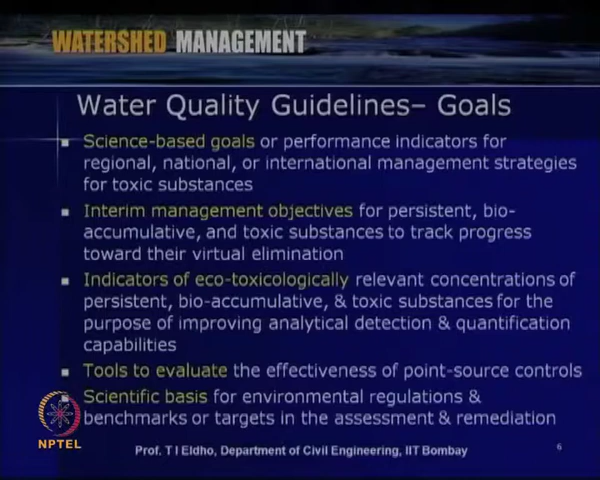 WATERSHED MANAGEMENT
Water Quality Guidelines– Goals
Science-based goals or performance indicators for
regional, national, or international management strategies
for toxic substances
Interim management objectives for persistent, bio-
accumulative, and toxic substances to track progress
toward their virtual elimination
Indicators of eco-toxicologically relevant concentrations of
persistent, bio-accumulative, & toxic substances for the
purpose of improving analytical detection & quantification
capabilities
Tools to evaluate the effectiveness of point-source controls
Scientific basis for environmental regulations &
benchmarks or targets in the assessment & remediation
NPTEL
Prof. T I Eldho, Department of Civil Engineering, IIT Bombay
6